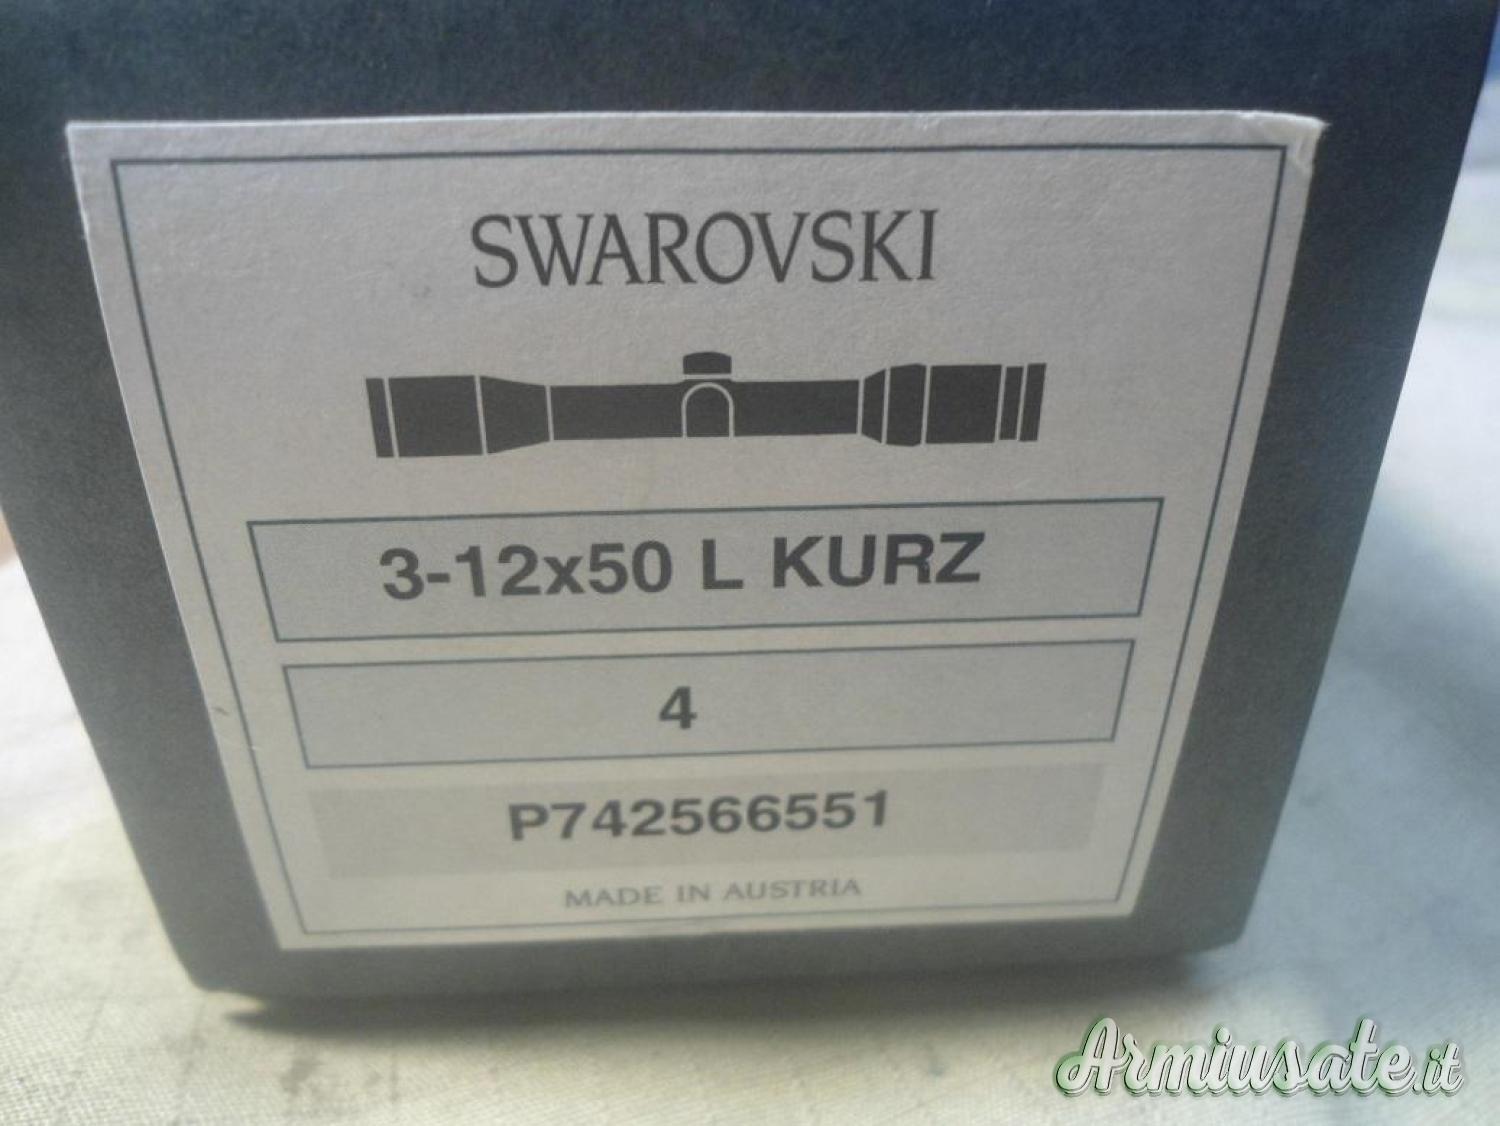 SWAROVSKI
3-12x50 L KURZ
4
P742566551
MADE IN AUSTRIA
Armiusate.it